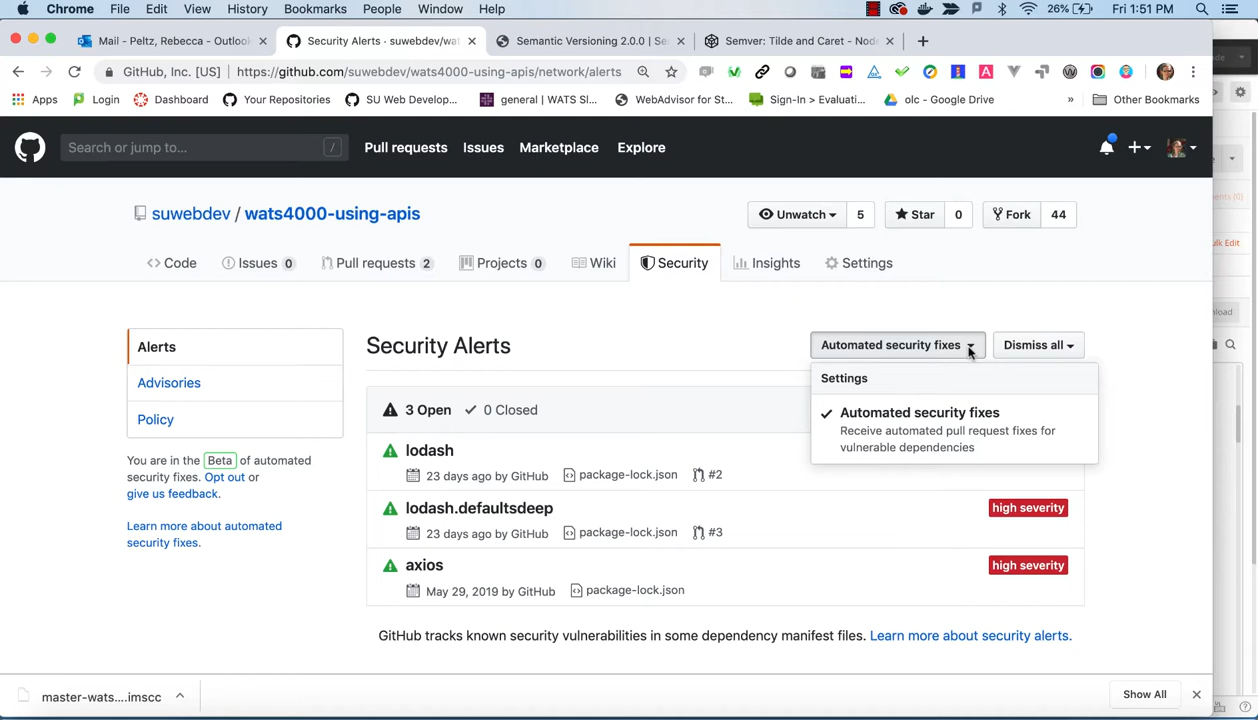 Chrome File Edit View History Bookmarks People Window Help 26% Fri 1:51 PM
Mail - Peltz, Rebecca - Outloo Security Alerts · suwebdev/wat Semantic Versioning 2.0.0 | Se Semver: Tilde and Caret - Node
GitHub, Inc. [US] https://github.com/suwebdev/wats4000-using-apis/network/alerts
Apps Login Dashboard Your Repositories SU Web Develop... general | WATS Sl... WebAdvisor for St... Sign-In > Evaluati... olc - Google Drive » Other Bookmarks
Search or jump to... / Pull requests Issues Marketplace Explore
suwebdev / wats4000-using-apis Unwatch 5 Star 0 Fork 44
Code Issues 0 Pull requests 2 Projects 0 Wiki Security Insights Settings
Alerts
Advisories
Policy
You are in the Beta of automated
security fixes. Opt out or
give us feedback.
Learn more about automated
security fixes.
Security Alerts Automated security fixes Dismiss all
Settings
Automated security fixes
Receive automated pull request fixes for
vulnerable dependencies
3 Open 0 Closed
lodash
23 days ago by GitHub package-lock.json #2
lodash.defaultsdeep high severity
23 days ago by GitHub package-lock.json #3
axios high severity
May 29, 2019 by GitHub package-lock.json
GitHub tracks known security vulnerabilities in some dependency manifest files. Learn more about security alerts.
master-wats....imscc Show All